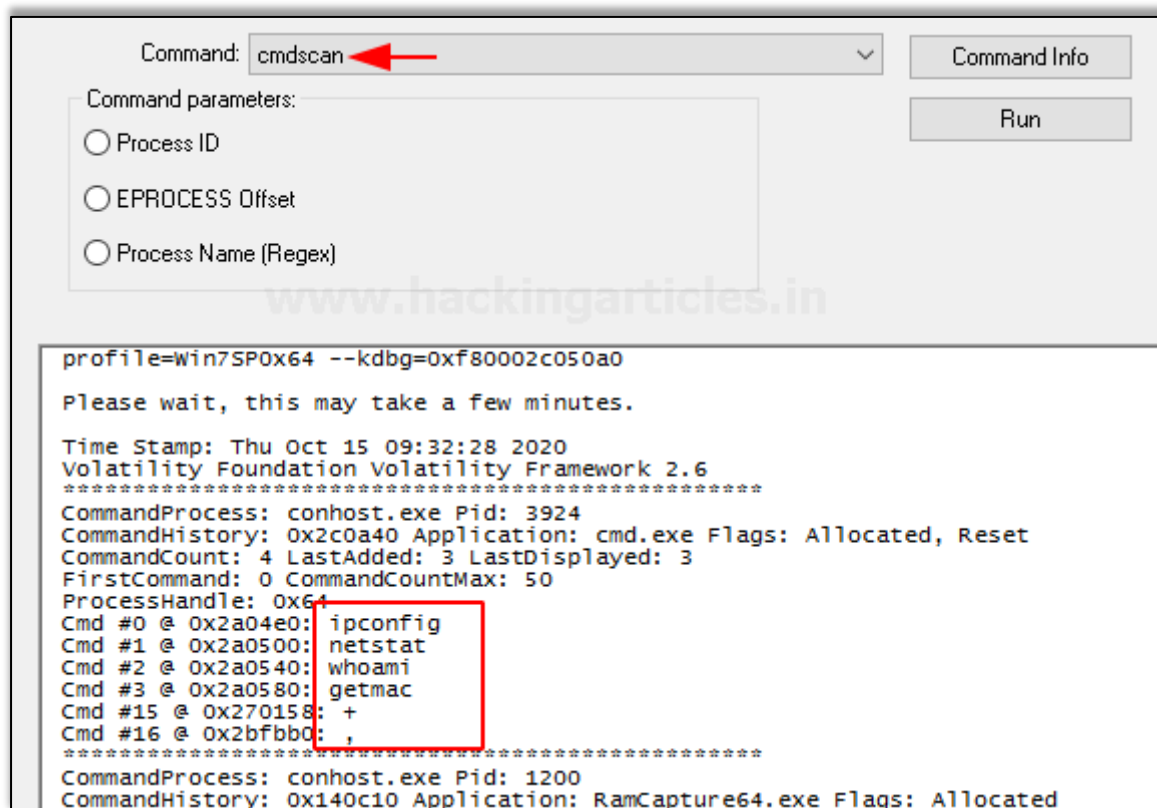 Command: cmdscan
Command Info
Command parameters:
Run
Process ID
EPROCESS Offset
Process Name (Regex)
www.hackingarticles.in
profile=Win7SP0x64 --kdbg=0xf80002c050a0
Please wait, this may take a few minutes.
Time Stamp: Thu Oct 15 09:32:28 2020
Volatility Foundation Volatility Framework 2.6
**************************************************
CommandProcess: conhost.exe Pid: 3924
CommandHistory: 0x2c0a40 Application: cmd.exe Flags: Allocated, Reset
CommandCount: 4 LastAdded: 3 LastDisplayed: 3
FirstCommand: 0 CommandCountMax: 50
ProcessHandle: 0x64
Cmd #0 @ 0x2a04e0: ipconfig
Cmd #1 @ 0x2a0500: netstat
Cmd #2 @ 0x2a0540: whoami
Cmd #3 @ 0x2a0580: getmac
Cmd #15 @ 0x270158: +
Cmd #16 @ 0x2bfbb0: ,
**************************************************
CommandProcess: conhost.exe Pid: 1200
CommandHistory: 0x140c10 Application: RamCapture64.exe Flags: Allocated